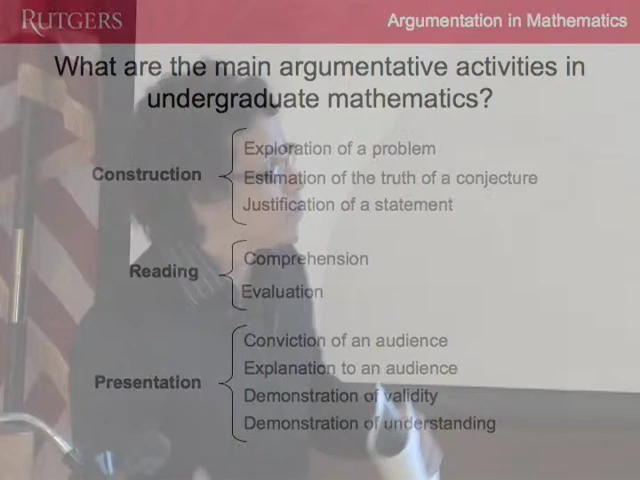 RUTGERS
Argumentation in Mathematics
What are the main argumentative activities in
undergraduate mathematics?
Construction
Exploration of a problem
Estimation of the truth of a conjecture
Justification of a statement
Reading
Comprehension
Evaluation
Presentation
Conviction of an audience
Explanation to an audience
Demonstration of validity
Demonstration of understanding